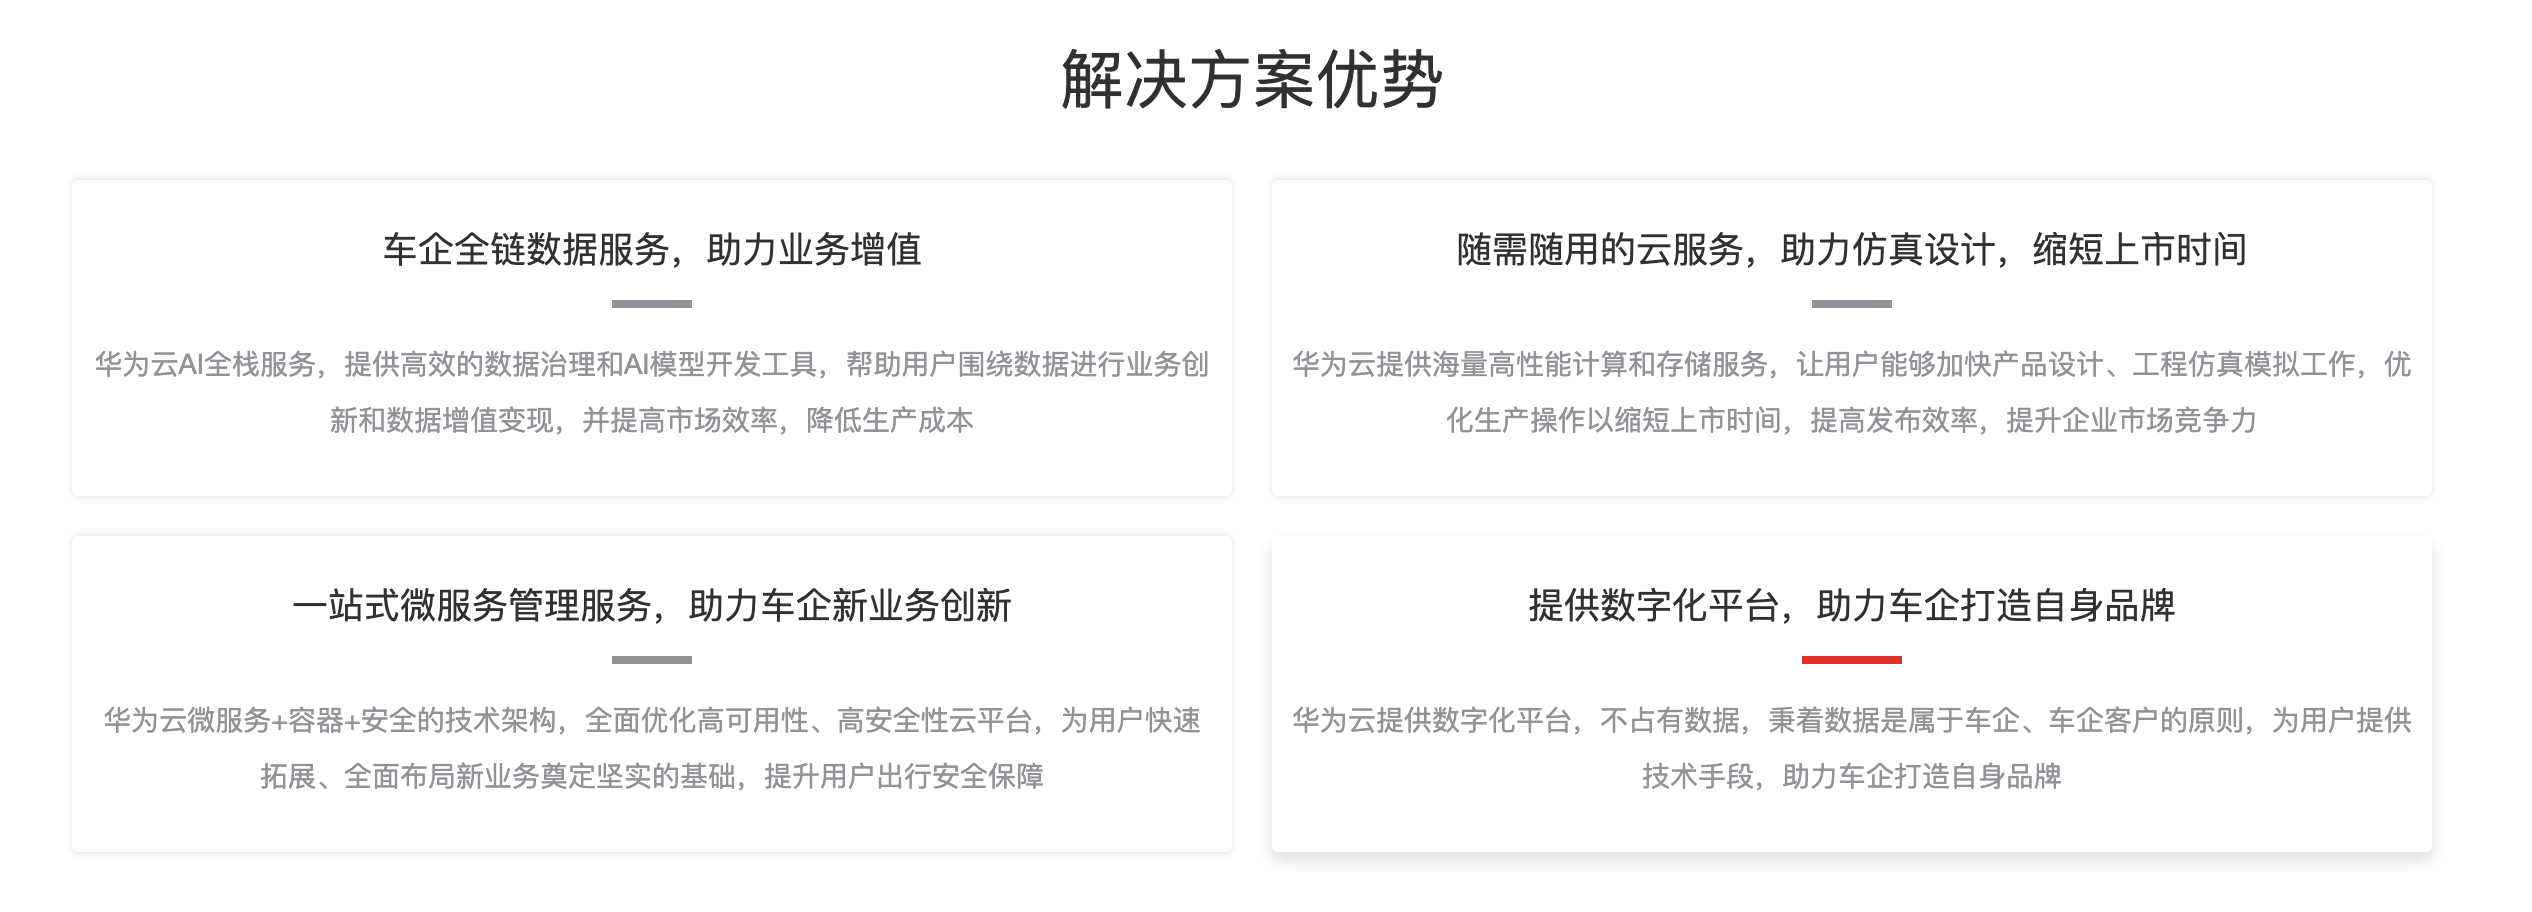 解决方案优势
车企全链数据服务，助力业务增值
华为云AI全栈服务，提供高效的数据治理和AI模型开发工具，帮助用户围绕数据进行业务创
新和数据增值变现，并提高市场效率，降低生产成本
随需随用的云服务，助力仿真设计，缩短上市时间
华为云提供海量高性能计算和存储服务，让用户能够加快产品设计、工程仿真模拟工作，优
化生产操作以缩短上市时间，提高发布效率，提升企业市场竞争力
一站式微服务管理服务，助力车企新业务创新
华为云微服务+容器+安全的技术架构，全面优化高可用性、高安全性云平台，为用户快速
拓展、全面布局新业务奠定坚实的基础，提升用户出行安全保障
提供数字化平台，助力车企打造自身品牌
华为云提供数字化平台，不占有数据，秉着数据是属于车企、车企客户的原则，为用户提供
技术手段，助力车企打造自身品牌